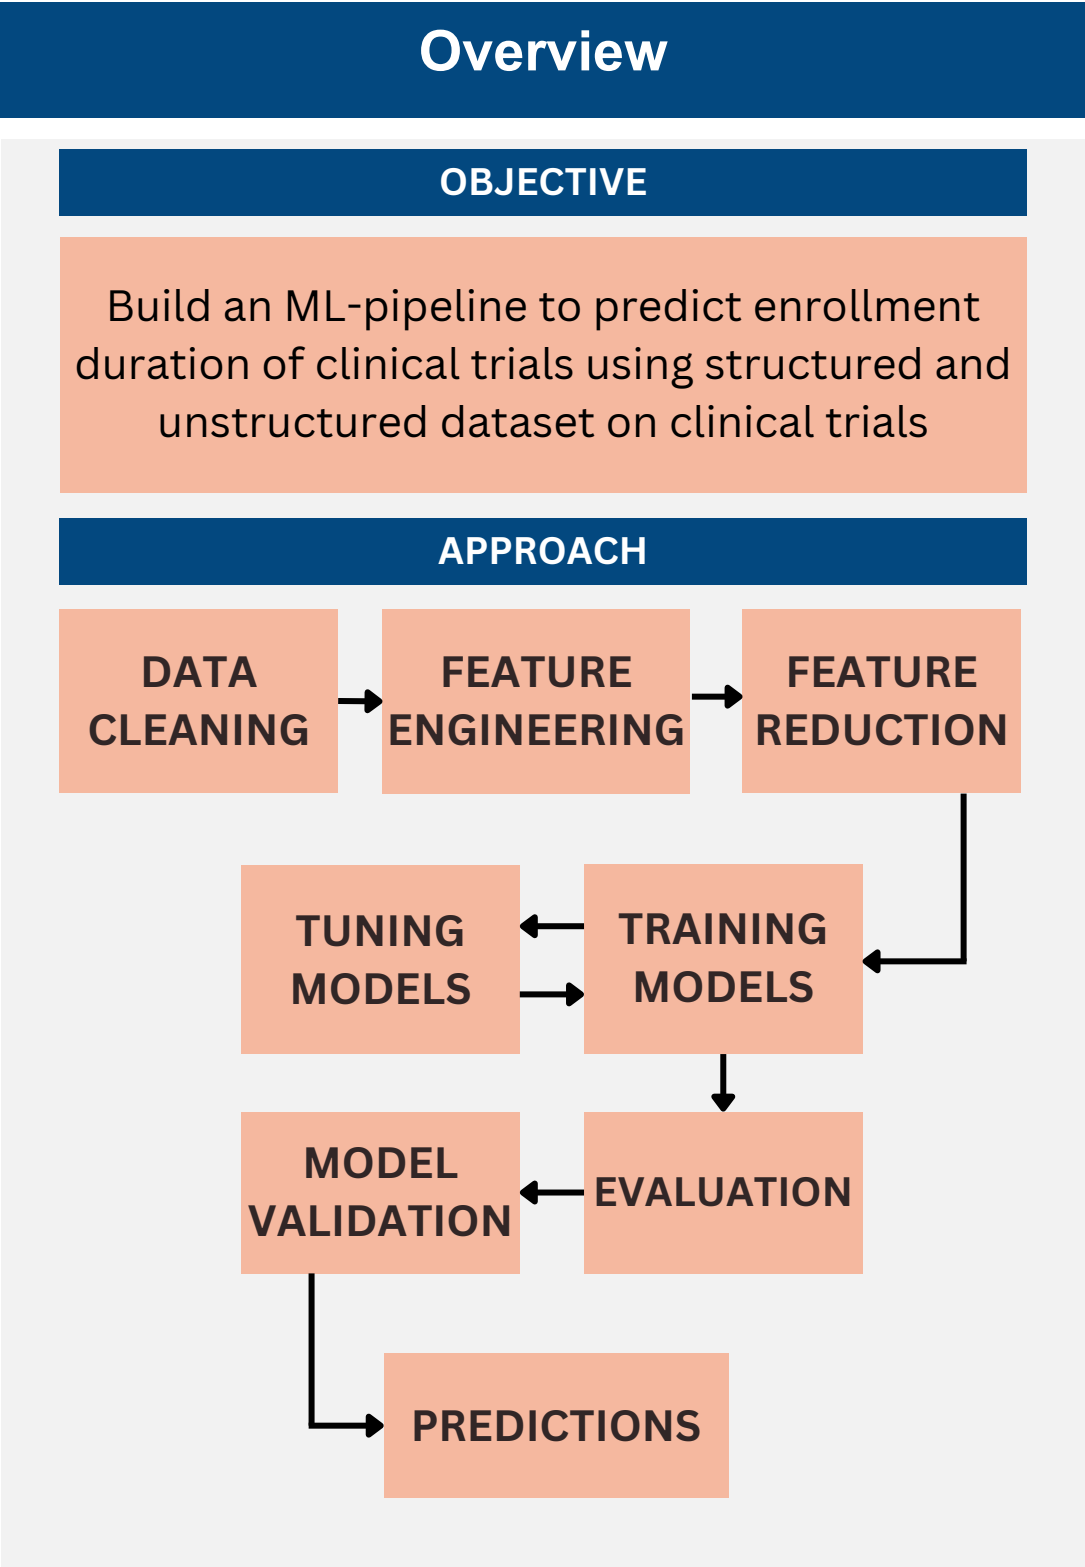 Overview
OBJECTIVE
Build an ML-pipeline to predict enrollment
duration of clinical trials using structured and
unstructured dataset on clinical trials
APPROACH
DATA
CLEANING
FEATURE
ENGINEERING
FEATURE
REDUCTION
TUNING
MODELS
TRAINING
MODELS
MODEL
VALIDATION
EVALUATION
PREDICTIONS